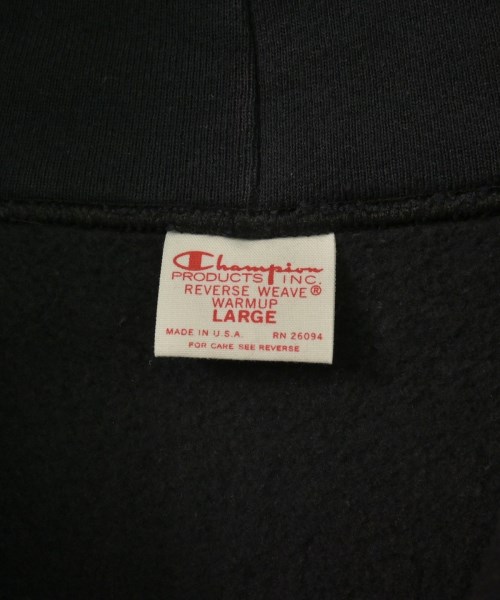 Champion
PRODUCTS INC.
REVERSE WEAVE®
WARMUP
LARGE
MADE IN U.S.A. RN 26094
FOR CARE SEE REVERSE